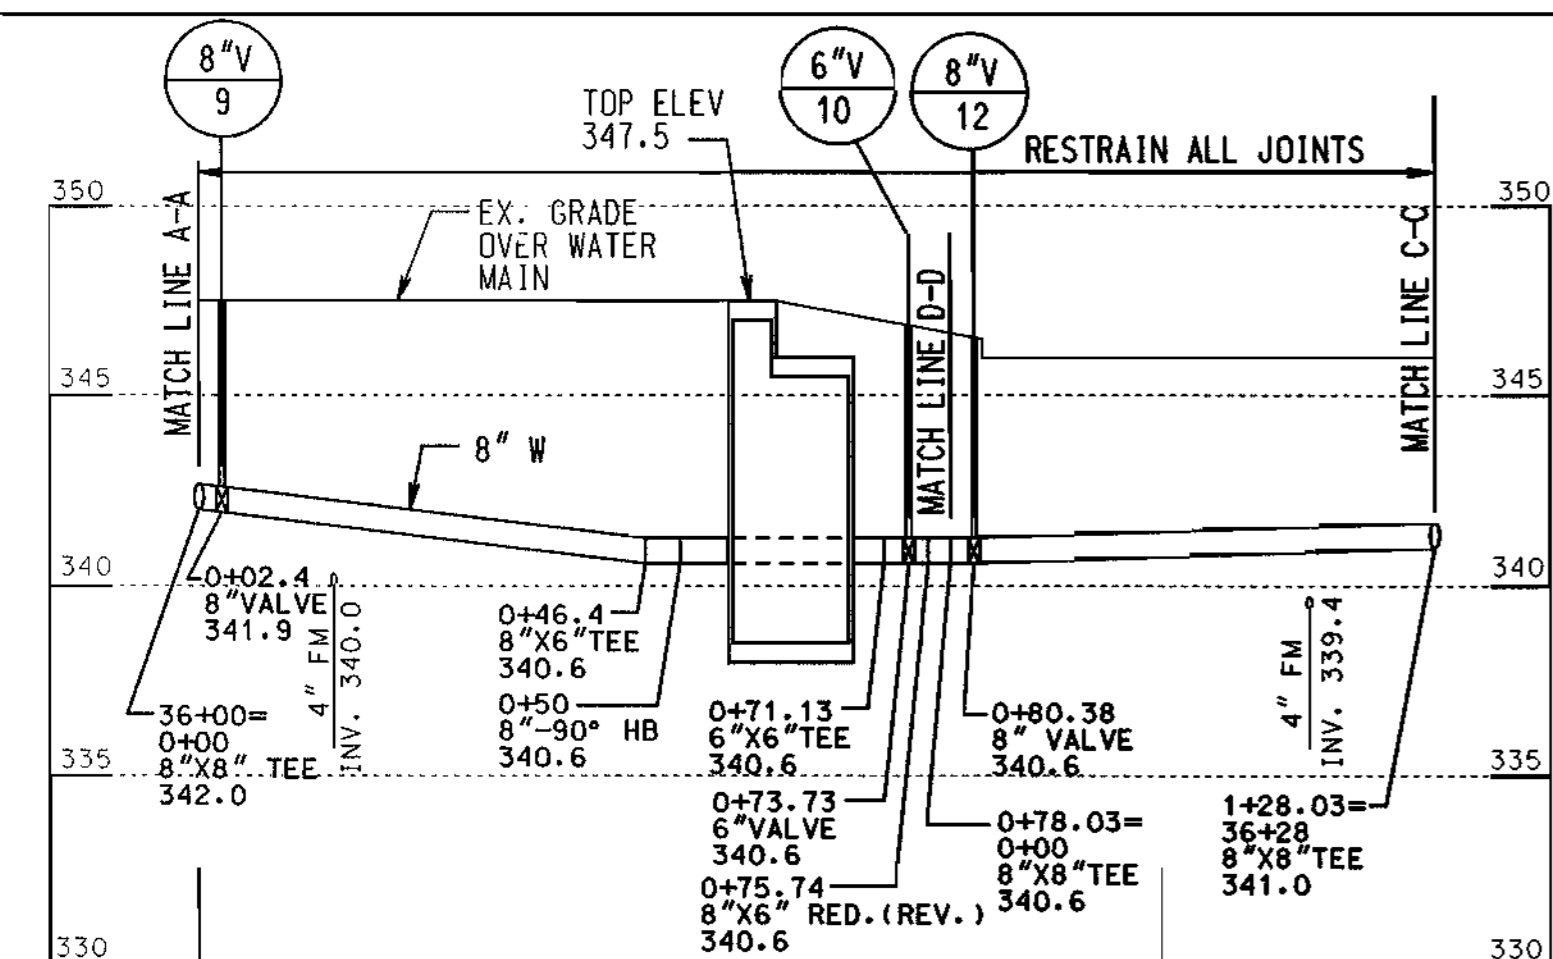 8"V
9
6"V
10
8"V
12
TOP ELEV
347.5
RESTRAIN ALL JOINTS
350
350
MATCH LINE A-A
EX. GRADE
OVER WATER
MAIN
MATCH LINE D-D
MATCH LINE C-C
345
345
8" W
340
340
0+02.4
8"VALVE
341.9
4" FM
INV. 340.0
0+46.4
8"X6"TEE
340.6
4" FM
INV. 339.4
36+00=
0+00
8"X8" TEE
342.0
0+50
8"-90° HB
340.6
0+71.13
6"X6"TEE
340.6
0+80.38
8" VALVE
340.6
335
335
0+73.73
6"VALVE
340.6
0+78.03=
0+00
8"X8"TEE
340.6
1+28.03=
36+28
8"X8"TEE
341.0
0+75.74
8"X6" RED.(REV.)
340.6
330
330